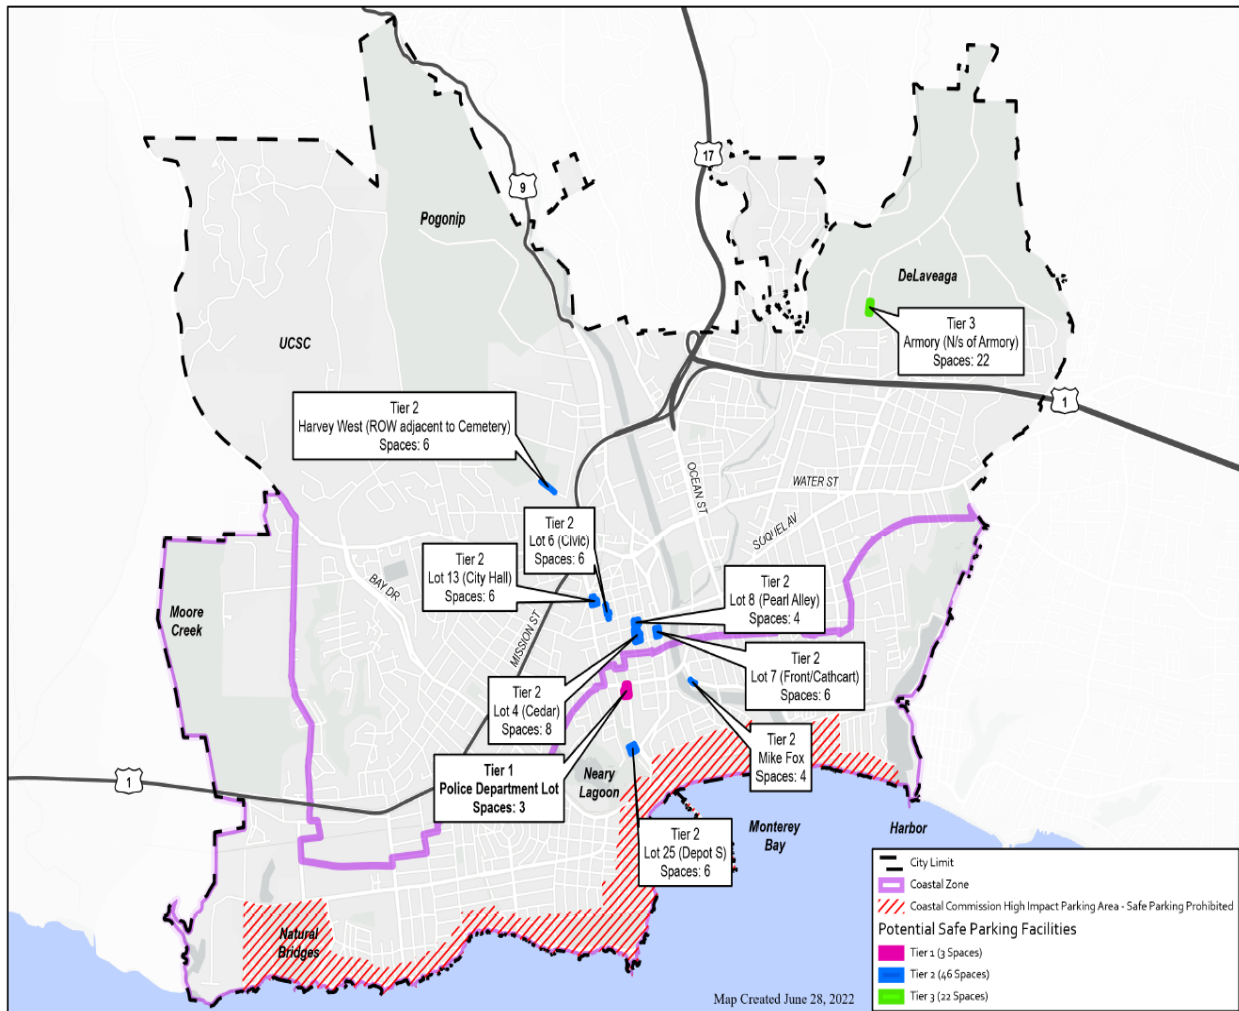 17
9
Pogonip
DeLaveaga
UCSC
Tier 3
Armory (N/s of Armory)
Spaces: 22
1
Tier 2
Harvey West (ROW adjacent to Cemetery)
Spaces: 6
OCEAN ST
WATER ST
SOQUEL AV
Tier 2
Lot 6 (Civic)
Spaces: 6
Tier 2
Lot 13 (City Hall)
Spaces: 6
BAY DR
MISSION ST
Moore
Creek
Tier 2
Lot 8 (Pearl Alley)
Spaces: 4
Tier 2
Lot 7 (Front/Cathcart)
Spaces: 6
Tier 2
Lot 4 (Cedar)
Spaces: 8
Tier 2
Mike Fox
Spaces: 4
Tier 1
Police Department Lot
Spaces: 3
Neary
Lagoon
1
Tier 2
Lot 25 (Depot S)
Spaces: 6
Monterey
Bay
Harbor
Natural
Bridges
City Limit
Coastal Zone
Coastal Commission High Impact Parking Area - Safe Parking Prohibited
Potential Safe Parking Facilities
Tier 1 (3 Spaces)
Tier 2 (46 Spaces)
Tier 3 (22 Spaces)
Map Created June 28, 2022